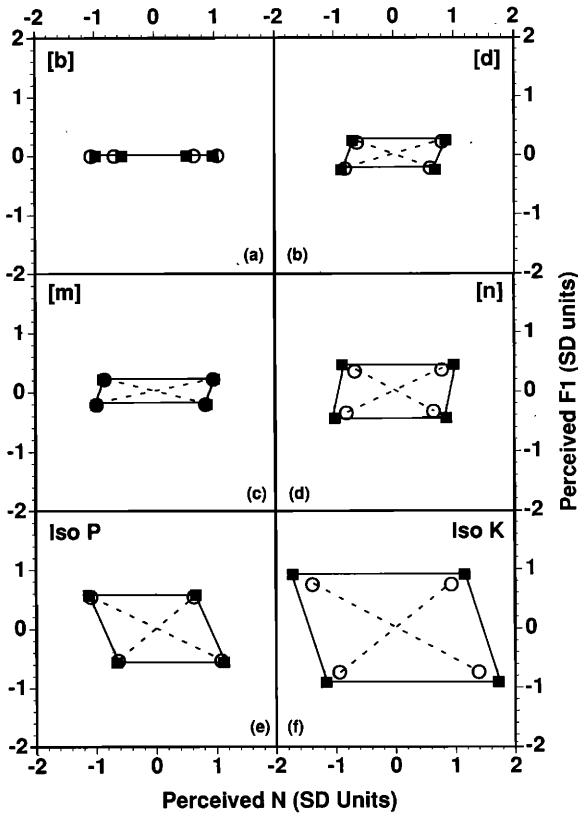 -2 -1 0 1 2 -1 0 1 2
2 [b] [d] 2
1 1
0 0
-1 -1
(a) (b)
-2 -2
[m] [n]
1 1
0 0
-1 -1
(c) (d)
-2 -2
Iso P Iso K
1 1
0 0
-1 -1
(e) (f)
-2 -2
-2 -1 0 1 2 -1 0 1 2
Perceived N (SD Units)
Perceived F1 (SD units)